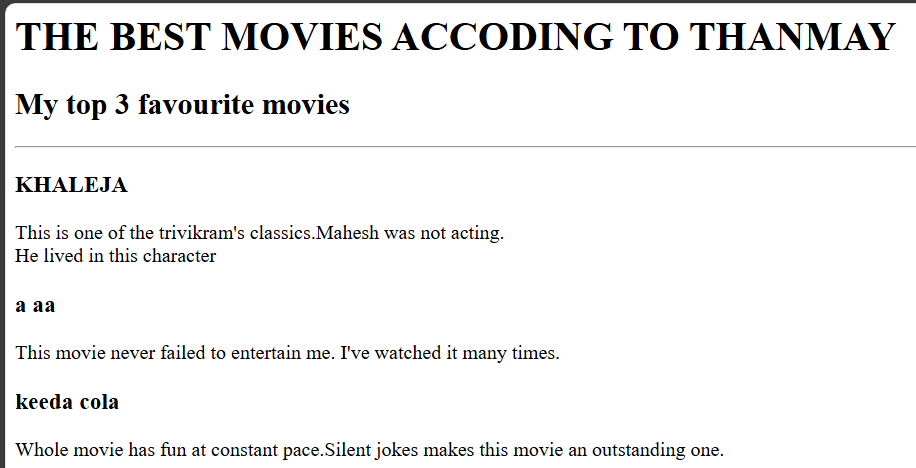 THE BEST MOVIES ACCODING TO THANMAY
My top 3 favourite movies
KHALEJA
This is one of the trivikram's classics.Mahesh was not acting.
He lived in this character
a aa
This movie never failed to entertain me. I've watched it many times.
keeda cola
Whole movie has fun at constant pace.Silent jokes makes this movie an outstanding one.